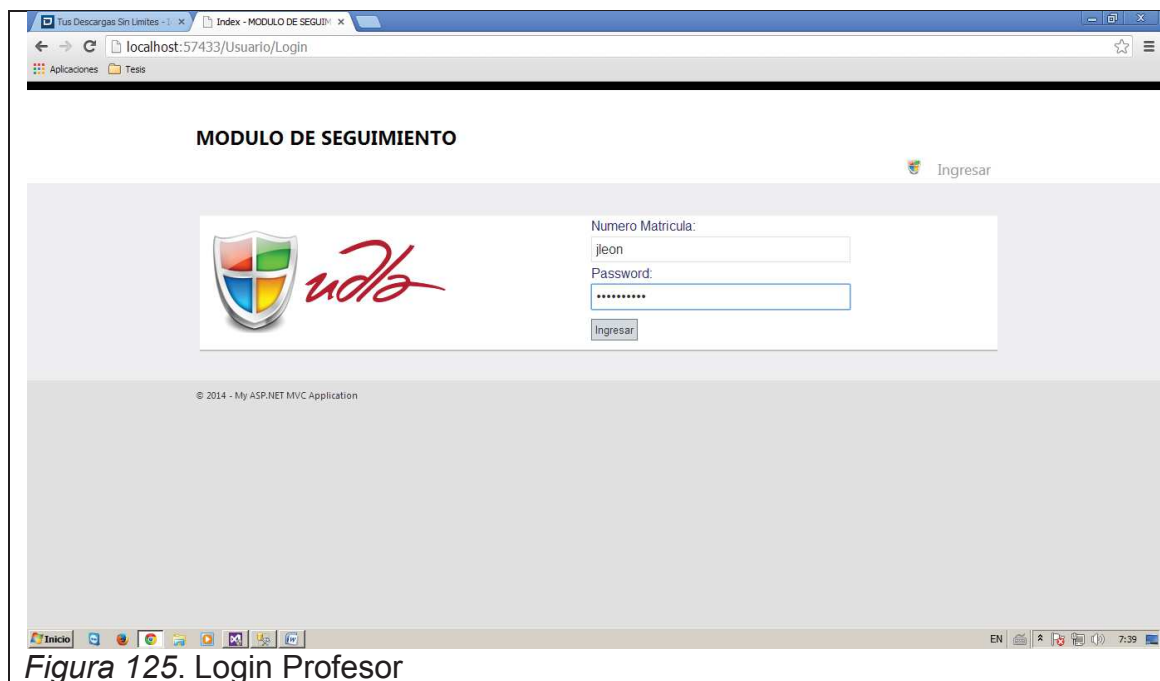 Tus Descargas Sin Limites -
Index - MODULO DE SEGUIM
localhost:57433/Usuario/Login
Aplicaciones
Tesis
MODULO DE SEGUIMIENTO
Ingresar
Numero Matricula:
jleon
Password:
••••••••••
Ingresar
udla
© 2014 - My ASP.NET MVC Application
Inicio
EN
7:39
Figura 125. Login Profesor